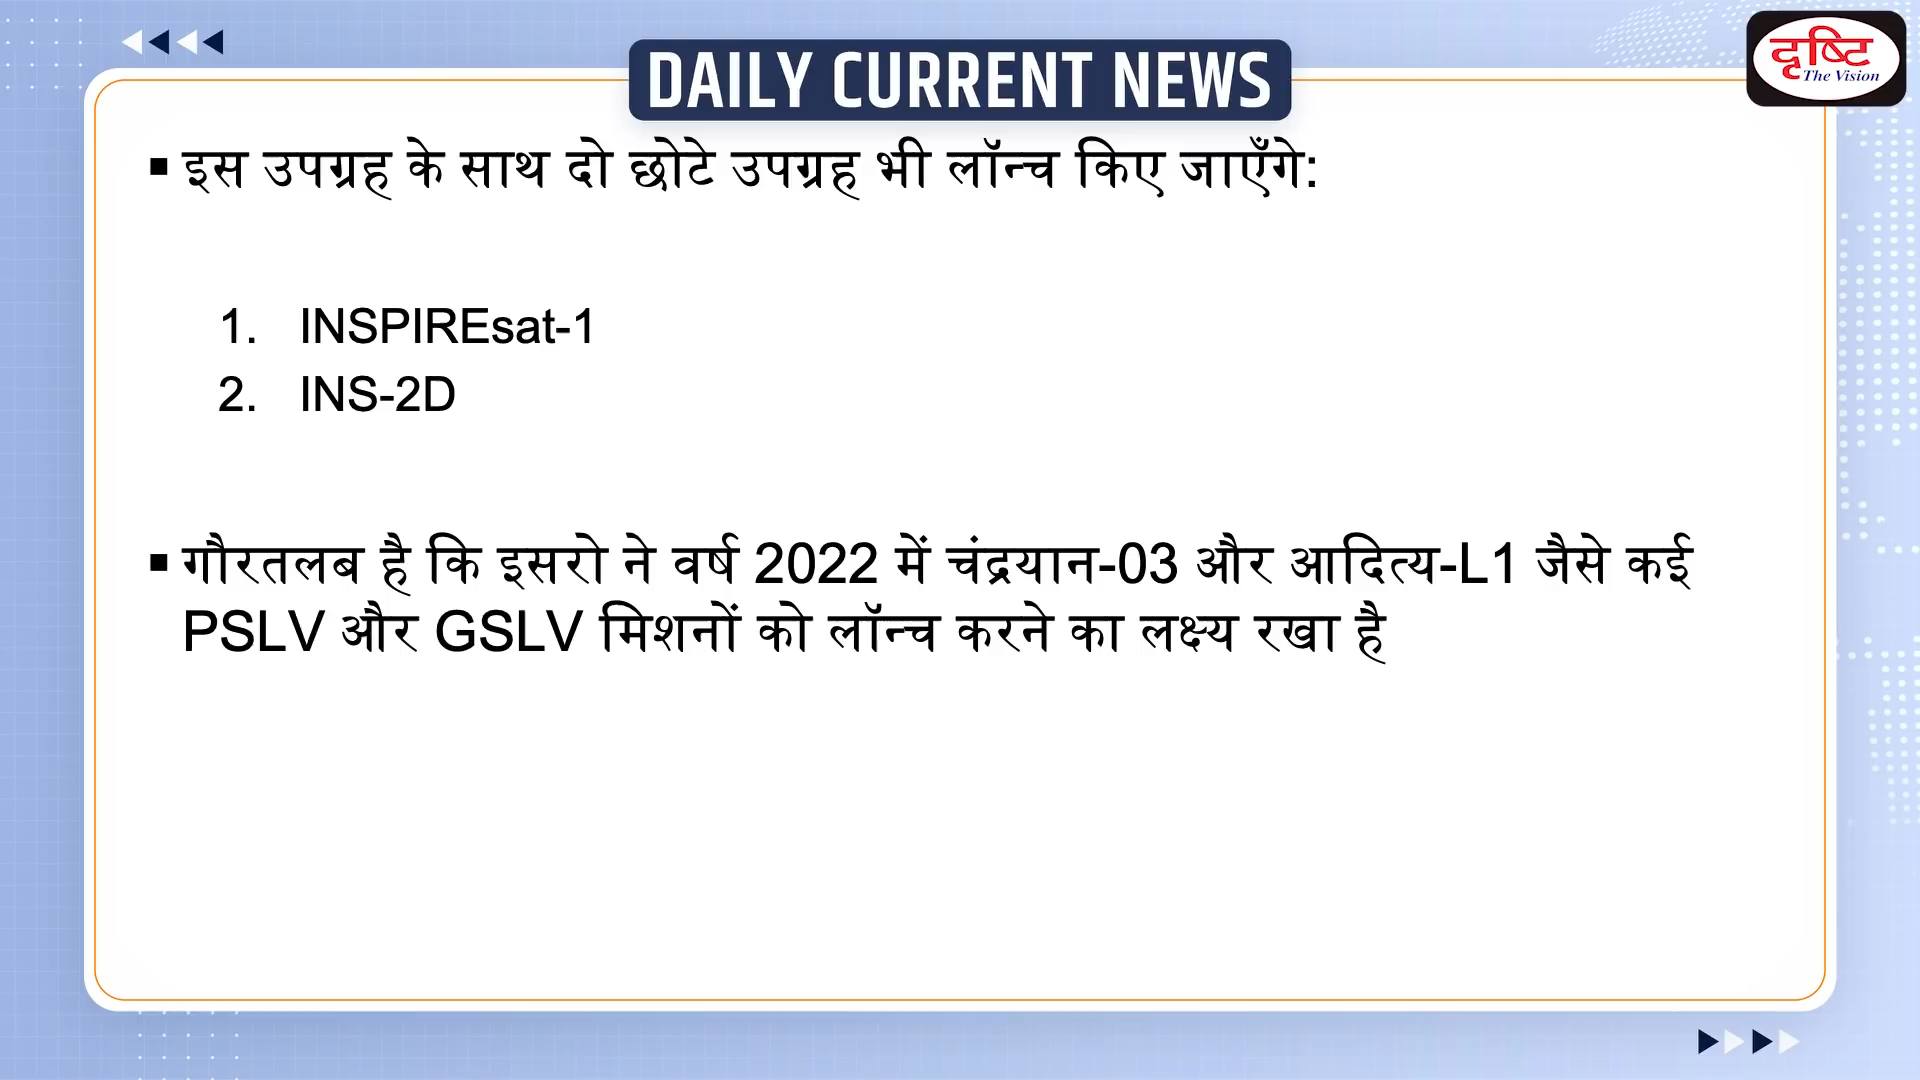 DAILY CURRENT NEWS
दृष्टि
The Vision
▪ इस उपग्रह के साथ दो छोटे उपग्रह भी लॉन्च किए जाएँगे:
1. INSPIREsat-1
2. INS-2D
▪ गौरतलब है कि इसरो ने वर्ष 2022 में चंद्रयान-03 और आदित्य-L1 जैसे कई
PSLV और GSLV मिशनों को लॉन्च करने का लक्ष्य रखा है